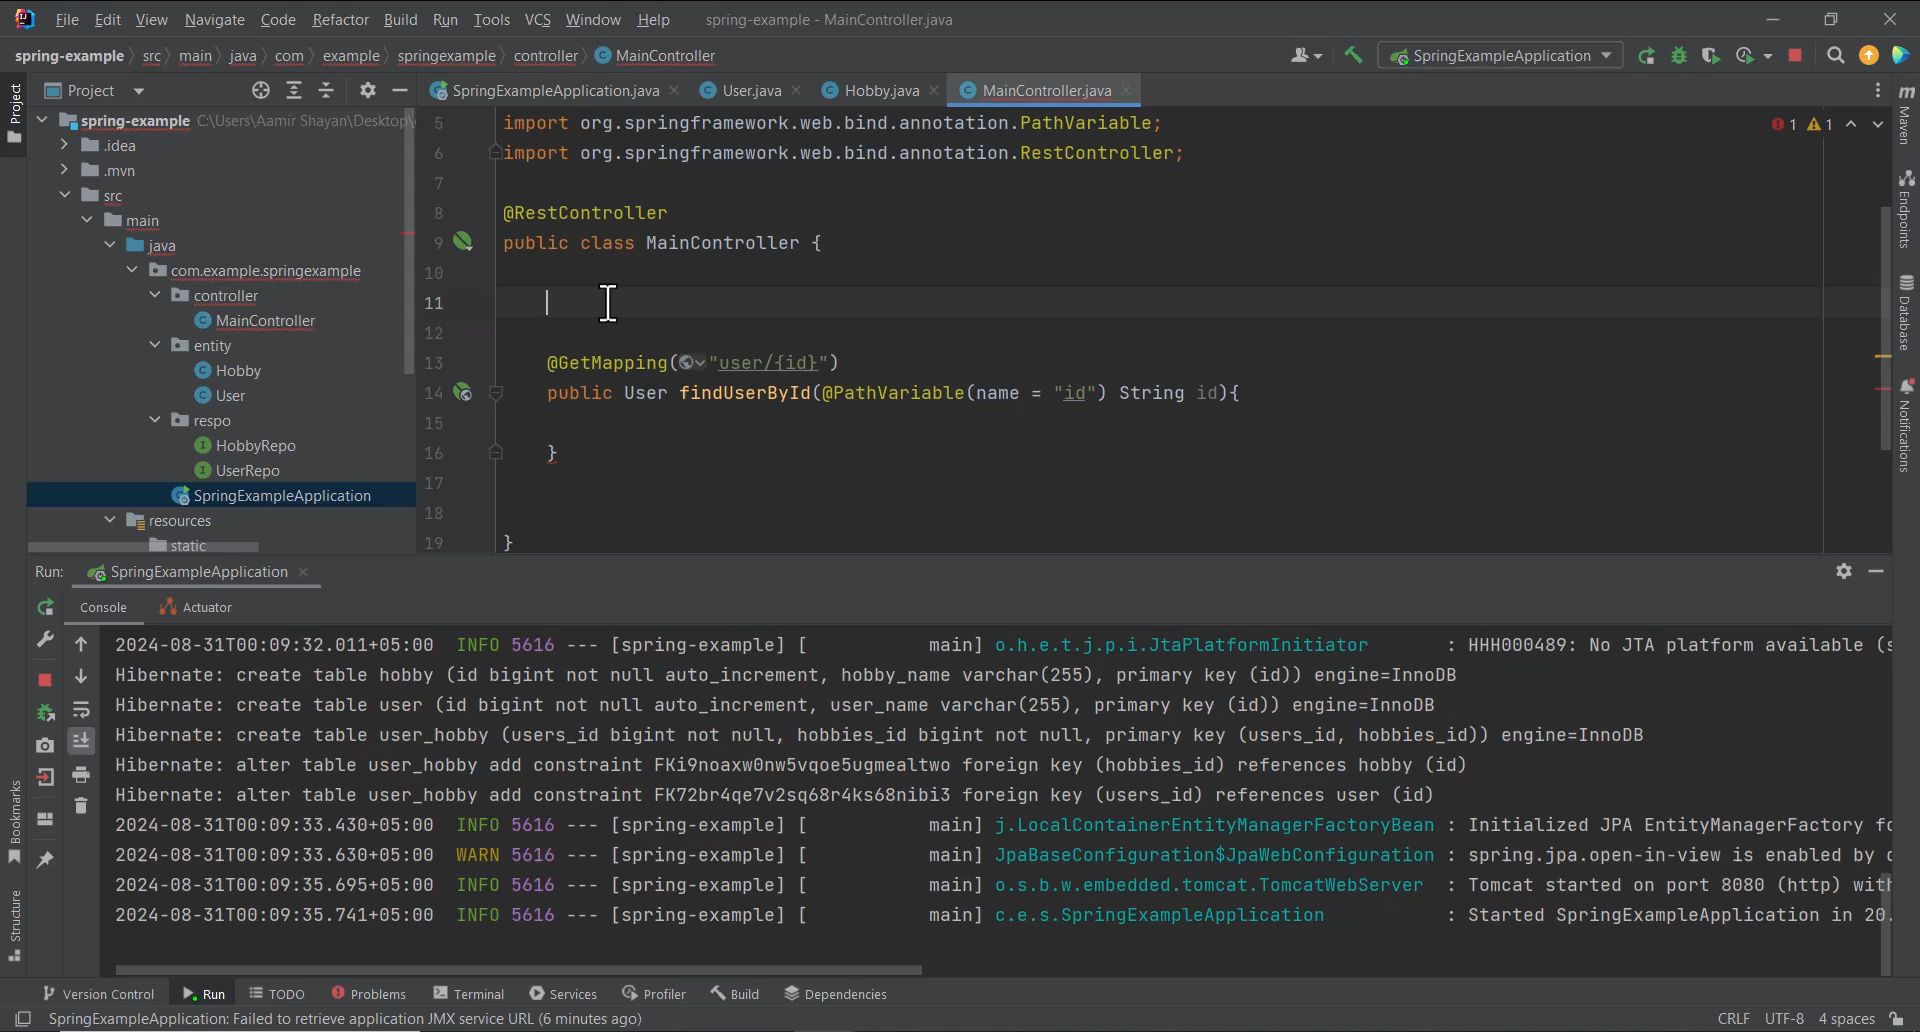 File Edit View Navigate Code Refactor Build Run Tools VCS Window Help spring-example - MainController.java
spring-example src main java com example springexample controller MainController SpringExampleApplication
Project
Project
SpringExampleApplication.java User.java Hobby.java MainController.java
spring-example C:\Users\Aamir Shayan\Desktop\
.idea
.mvn
src
main
java
com.example.springexample
controller
MainController
entity
Hobby
User
respo
HobbyRepo
UserRepo
SpringExampleApplication
resources
static
1 1
5 import org.springframework.web.bind.annotation.PathVariable;
6 import org.springframework.web.bind.annotation.RestController;
7
8 @RestController
9 public class MainController {
10
11
12
13 @GetMapping("user/{id}")
14 public User findUserById(@PathVariable(name = "id") String id){
15
16 }
17
18
19 }
Maven
Endpoints
Database
Notifications
Run: SpringExampleApplication
Console Actuator
2024-08-31T00:09:32.011+05:00 INFO 5616 --- [spring-example] [ main] o.h.e.t.j.p.i.JtaPlatformInitiator : HHH000489: No JTA platform available (s
Hibernate: create table hobby (id bigint not null auto_increment, hobby_name varchar(255), primary key (id)) engine=InnoDB
Hibernate: create table user (id bigint not null auto_increment, user_name varchar(255), primary key (id)) engine=InnoDB
Hibernate: create table user_hobby (users_id bigint not null, hobbies_id bigint not null, primary key (users_id, hobbies_id)) engine=InnoDB
Hibernate: alter table user_hobby add constraint FKi9noaxw0nw5vqoe5ugmealtwo foreign key (hobbies_id) references hobby (id)
Hibernate: alter table user_hobby add constraint FK72br4qe7v2sq68r4ks68nibi3 foreign key (users_id) references user (id)
2024-08-31T00:09:33.430+05:00 INFO 5616 --- [spring-example] [ main] j.LocalContainerEntityManagerFactoryBean : Initialized JPA EntityManagerFactory fo
2024-08-31T00:09:33.630+05:00 WARN 5616 --- [spring-example] [ main] JpaBaseConfiguration$JpaWebConfiguration : spring.jpa.open-in-view is enabled by d
2024-08-31T00:09:35.695+05:00 INFO 5616 --- [spring-example] [ main] o.s.b.w.embedded.tomcat.TomcatWebServer : Tomcat started on port 8080 (http) with
2024-08-31T00:09:35.741+05:00 INFO 5616 --- [spring-example] [ main] c.e.s.SpringExampleApplication : Started SpringExampleApplication in 20.
Bookmarks
Structure
Version Control Run TODO Problems Terminal Services Profiler Build Dependencies
SpringExampleApplication: Failed to retrieve application JMX service URL (6 minutes ago) CRLF UTF-8 4 spaces